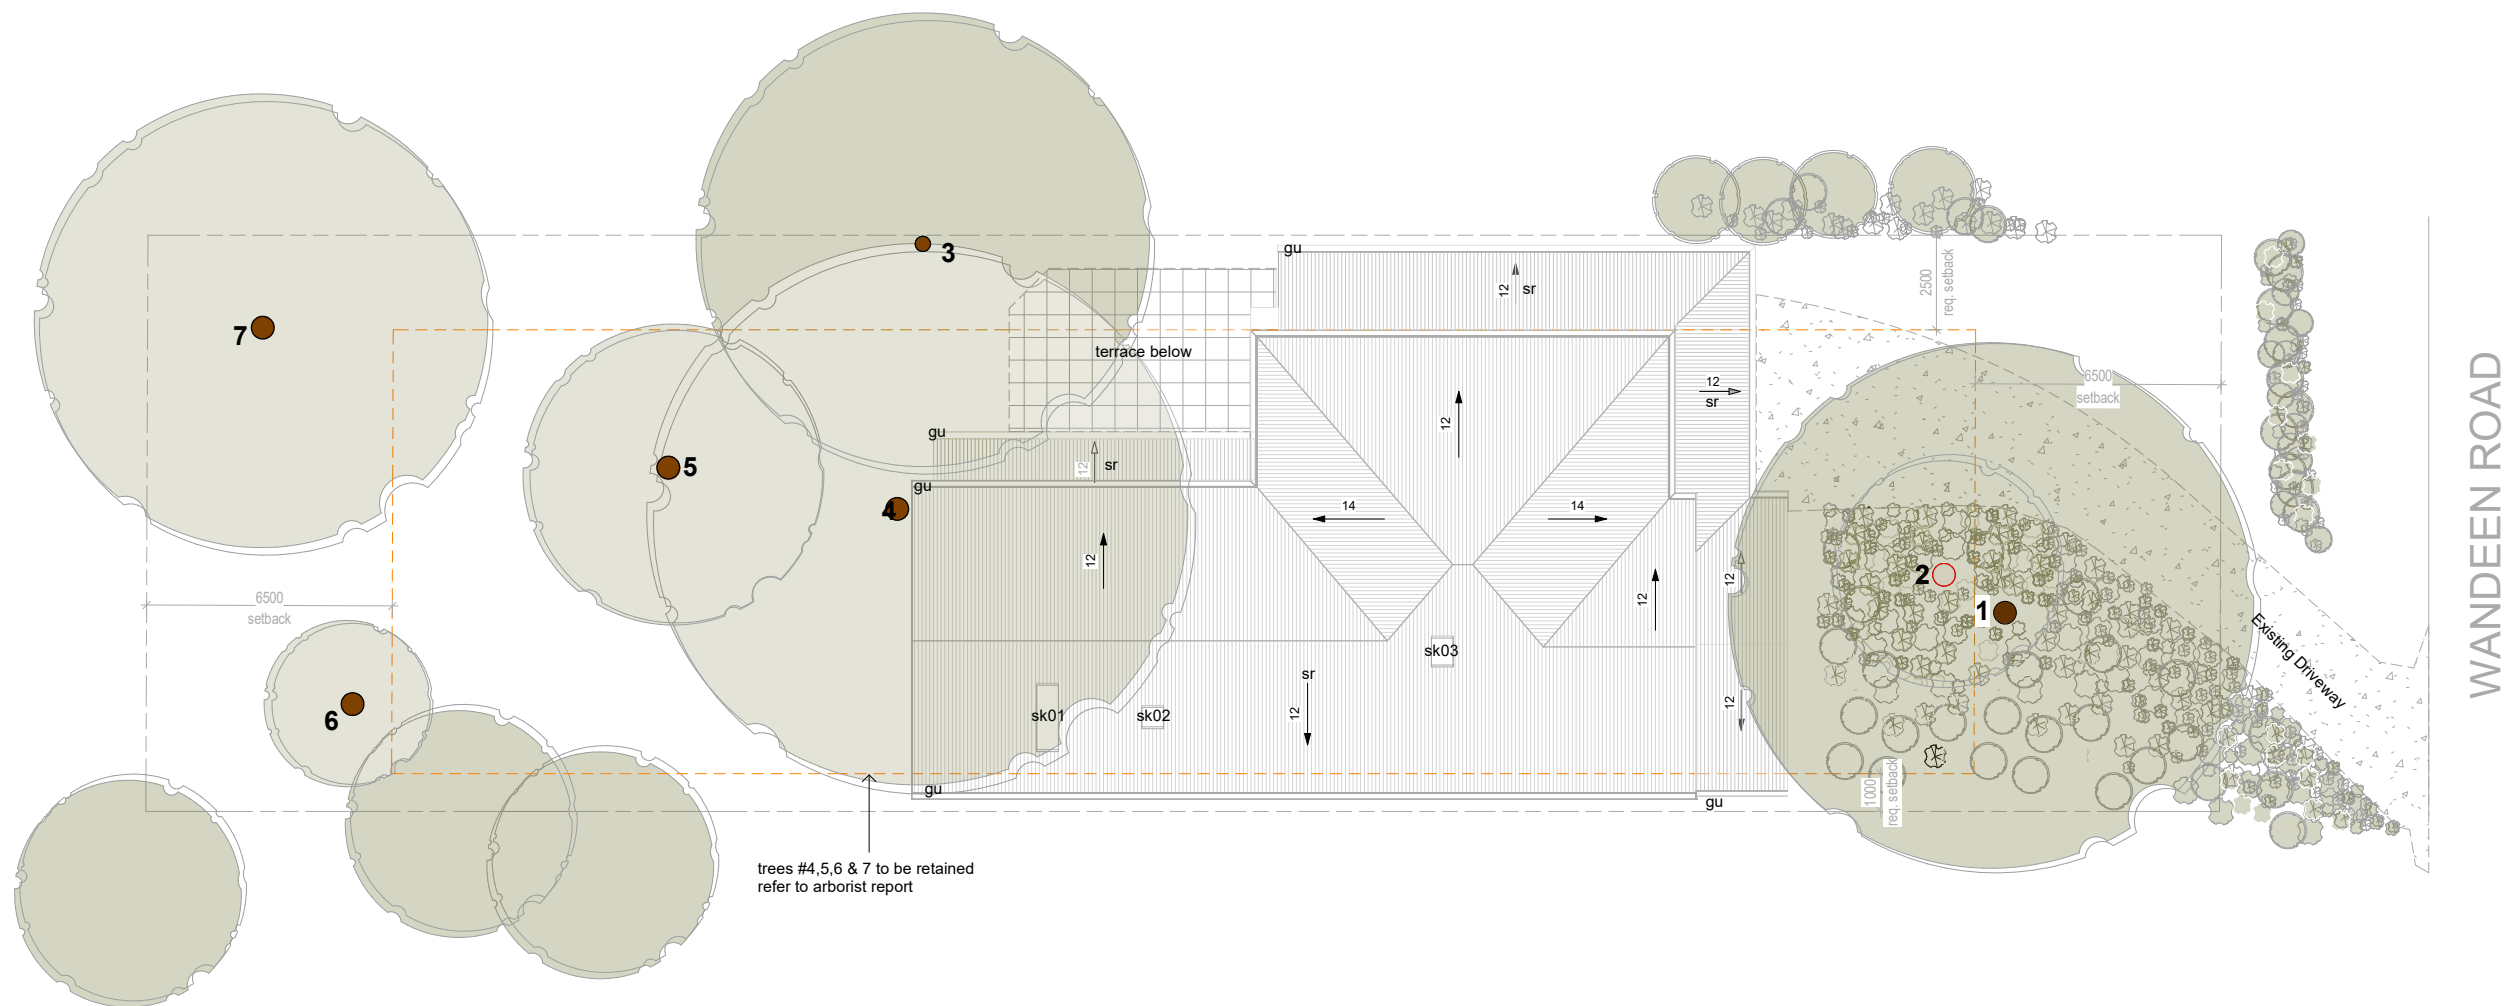 7
3
5
4
6
2
1
terrace below
gu
gu
gu
gu
gu
12
sr
12
sr
12
12
sr
12
14
14
12
12
12
12
sr
12
sk01
sk02
sk03
2500
req. setback
6500
setback
6500
setback
1000
req. setback
Existing Driveway
WANDEEN ROAD
trees #4,5,6 & 7 to be retained
refer to arborist report